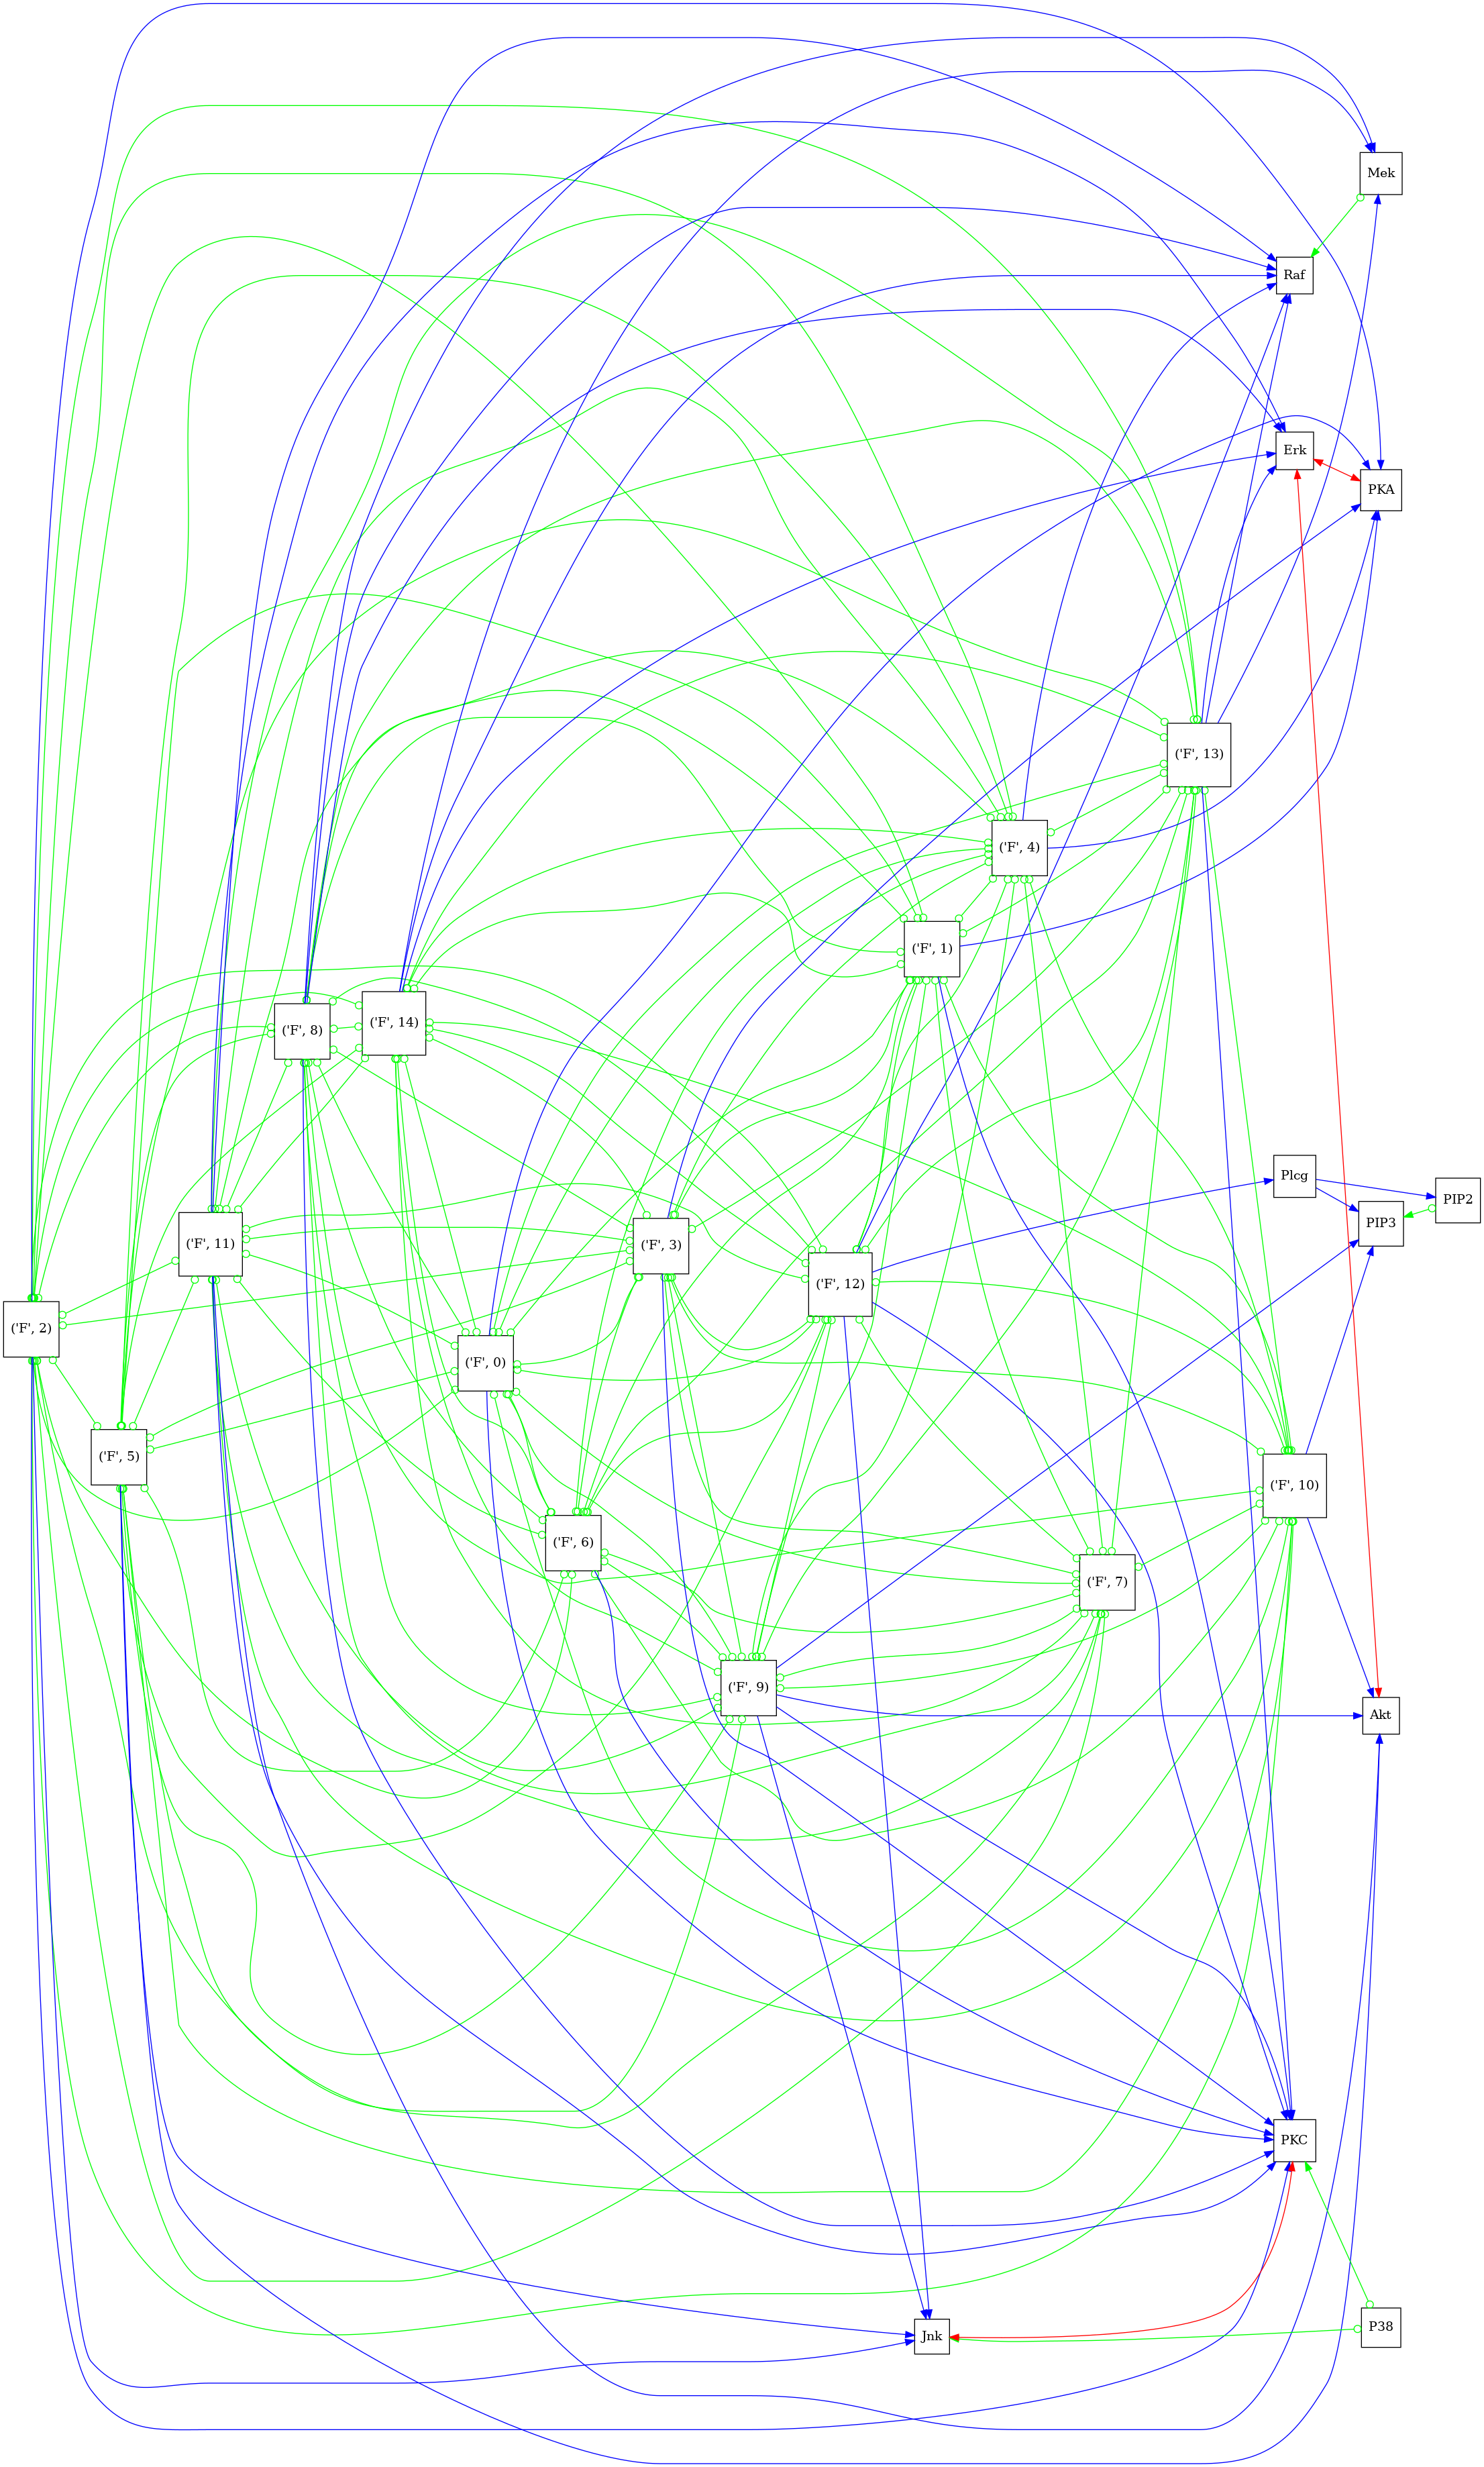 Mek
Raf
Erk
PKA
('F', 13)
('F', 4)
('F', 1)
('F', 14)
('F', 8)
Plcg
PIP2
PIP3
('F', 11)
('F', 3)
('F', 12)
('F', 2)
('F', 0)
('F', 5)
('F', 10)
('F', 6)
('F', 7)
('F', 9)
Akt
PKC
P38
Jnk